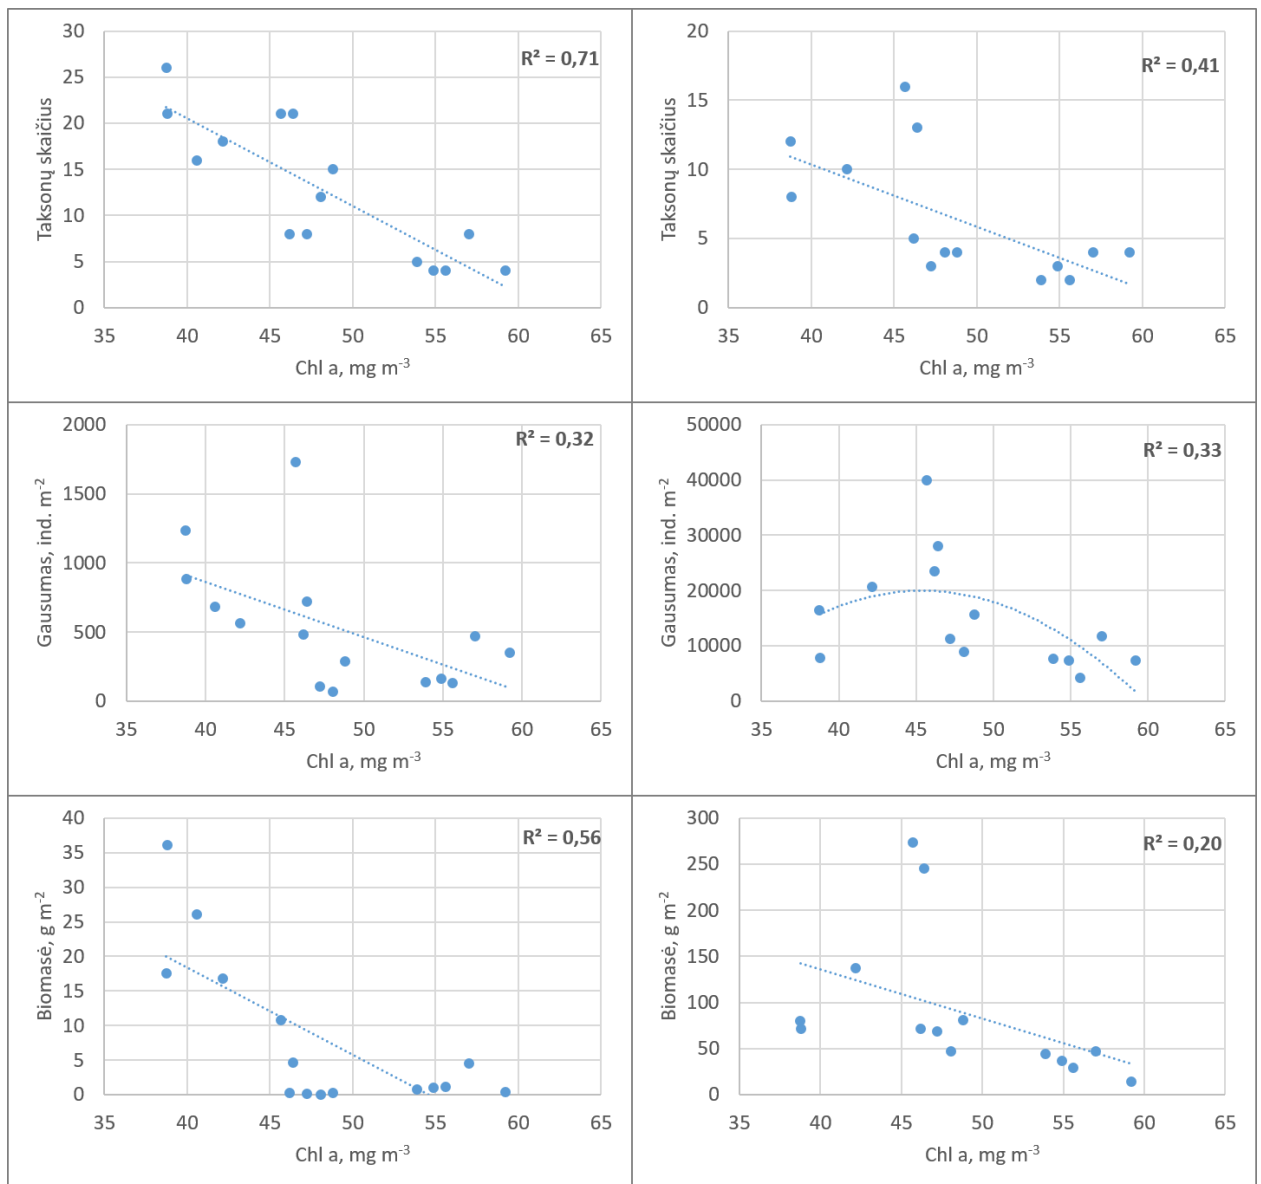 30
25
20
15
10
5
0
35 40 45 50 55 60 65
Taksonų skaičius
Chl a, mg m⁻³
R² = 0,71
20
15
10
5
0
35 40 45 50 55 60 65
Taksonų skaičius
Chl a, mg m⁻³
R² = 0,41
2000
1500
1000
500
0
35 40 45 50 55 60 65
Gausumas, ind. m⁻²
Chl a, mg m⁻³
R² = 0,32
50000
40000
30000
20000
10000
0
35 40 45 50 55 60 65
Gausumas, ind. m⁻²
Chl a, mg m⁻³
R² = 0,33
40
35
30
25
20
15
10
5
0
35 40 45 50 55 60 65
Biomasė, g m⁻²
Chl a, mg m⁻³
R² = 0,56
300
250
200
150
100
50
0
35 40 45 50 55 60 65
Biomasė, g m⁻²
Chl a, mg m⁻³
R² = 0,20